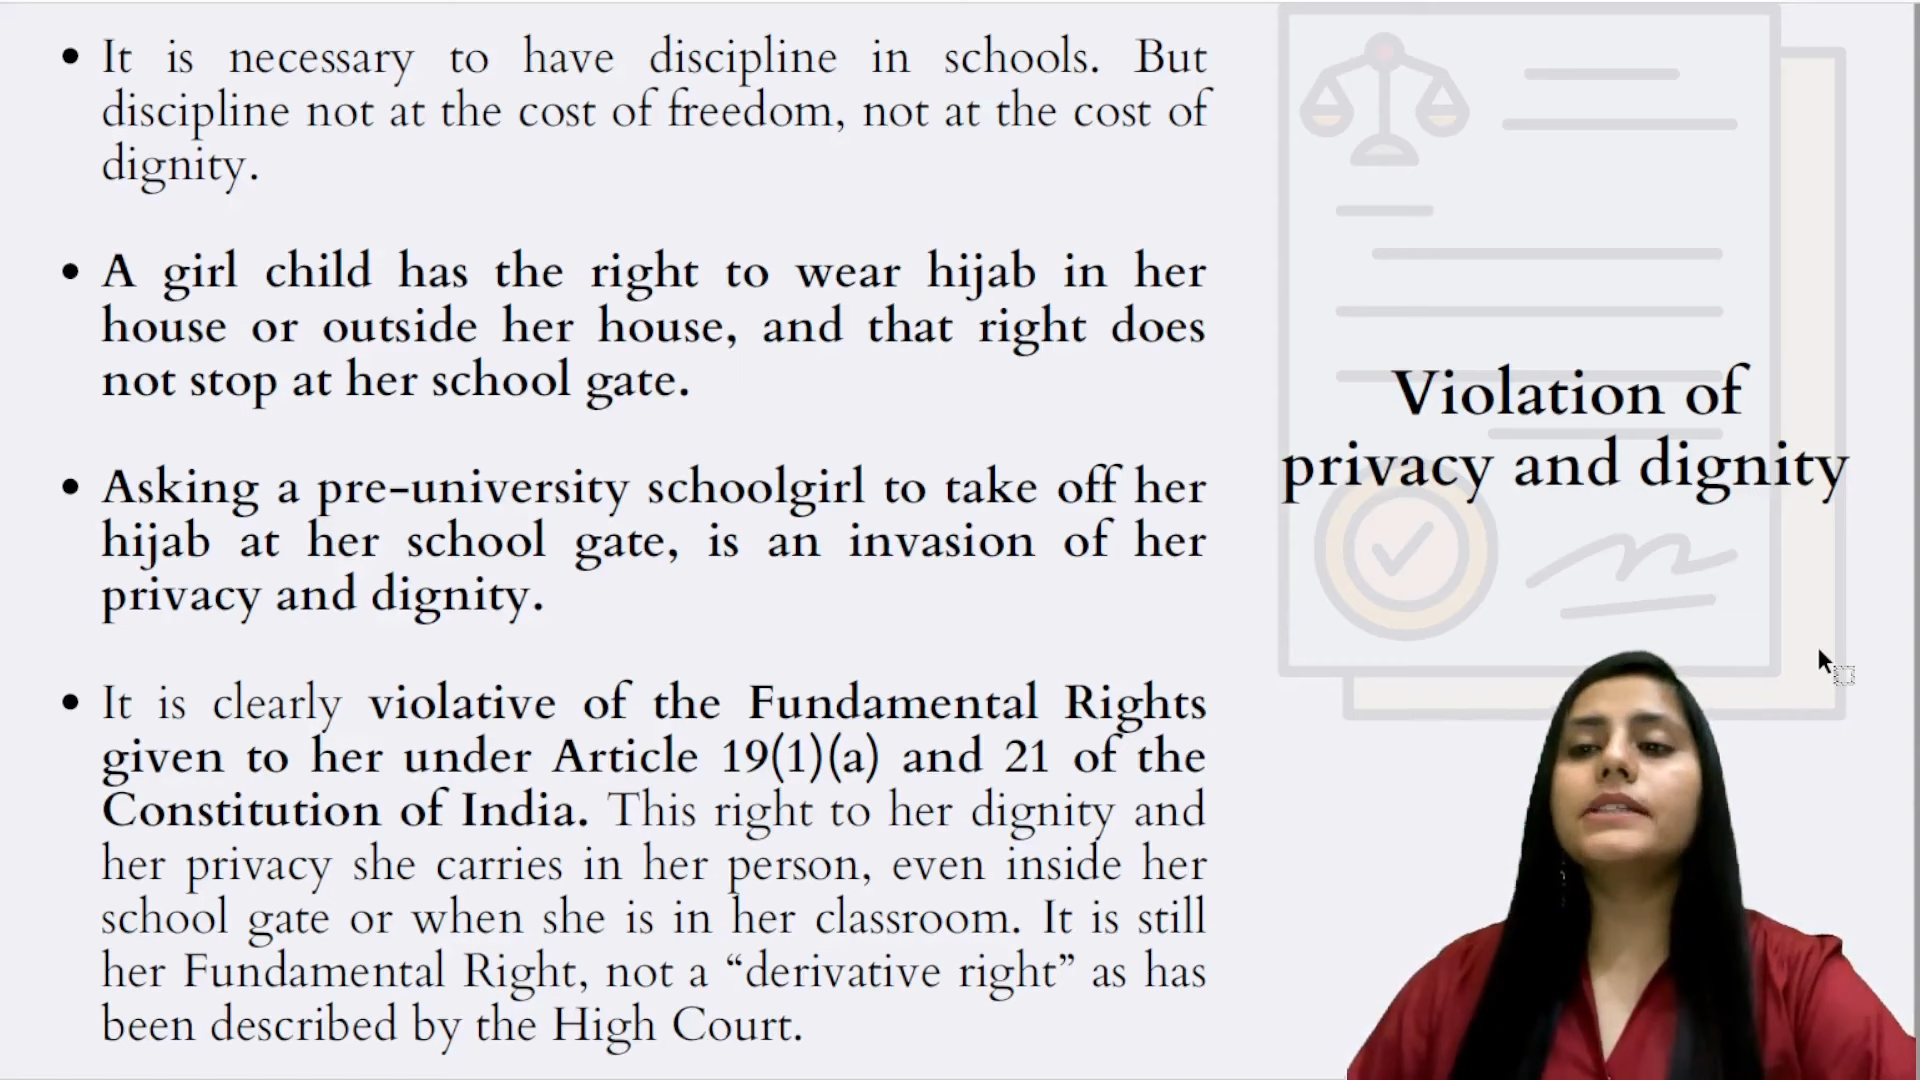 • It is necessary to have discipline in schools. But
discipline not at the cost of freedom, not at the cost of
dignity.
• A girl child has the right to wear hijab in her
house or outside her house, and that right does
not stop at her school gate.
• Asking a pre-university schoolgirl to take off her
hijab at her school gate, is an invasion of her
privacy and dignity.
• It is clearly violative of the Fundamental Rights
given to her under Article 19(1)(a) and 21 of the
Constitution of India. This right to her dignity and
her privacy she carries in her person, even inside her
school gate or when she is in her classroom. It is still
her Fundamental Right, not a “derivative right” as has
been described by the High Court.
Violation of
privacy and dignity